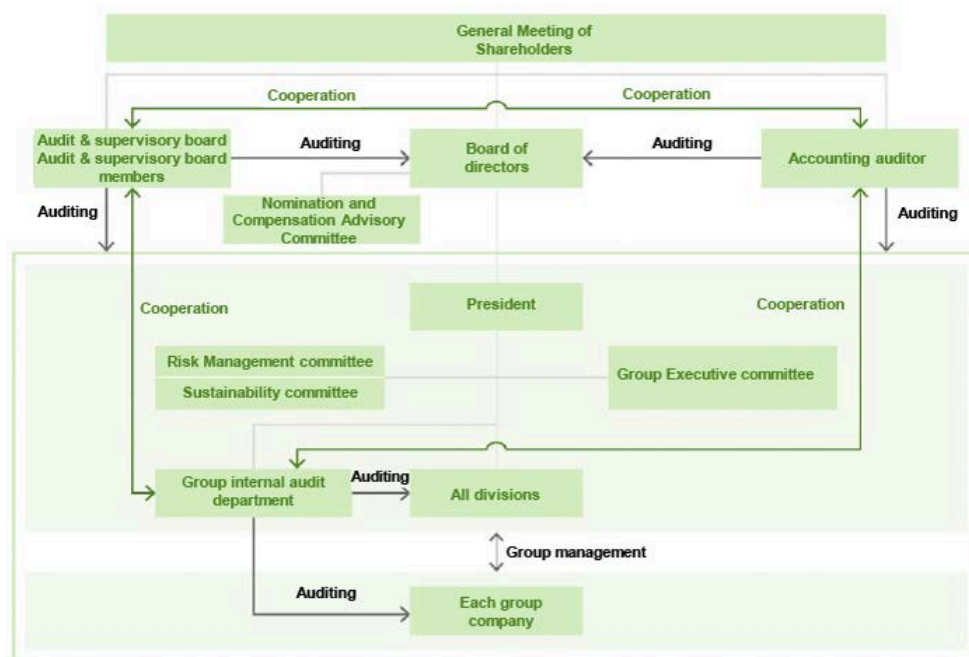 General Meeting of
Shareholders
Cooperation
Cooperation
Audit & supervisory board
Audit & supervisory board
members
Auditing
Board of
directors
Auditing
Accounting auditor
Auditing
Nomination and
Compensation Advisory
Committee
Auditing
Cooperation
President
Cooperation
Risk Management committee
Sustainability committee
Group Executive committee
Group internal audit
department
Auditing
All divisions
Group management
Auditing
Each group
company